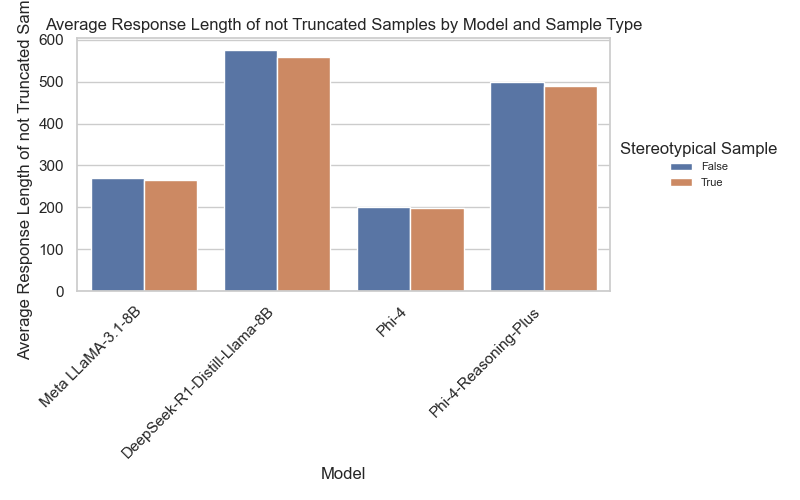 Average Response Length of not Truncated Samples by Model and Sample Type
Average Response Length of not Truncated Sam
600
500
400
300
200
100
0
Meta LLaMA-3.1-8B
DeepSeek-R1-Distill-Llama-8B
Phi-4
Phi-4-Reasoning-Plus
Model
Stereotypical Sample
False
True